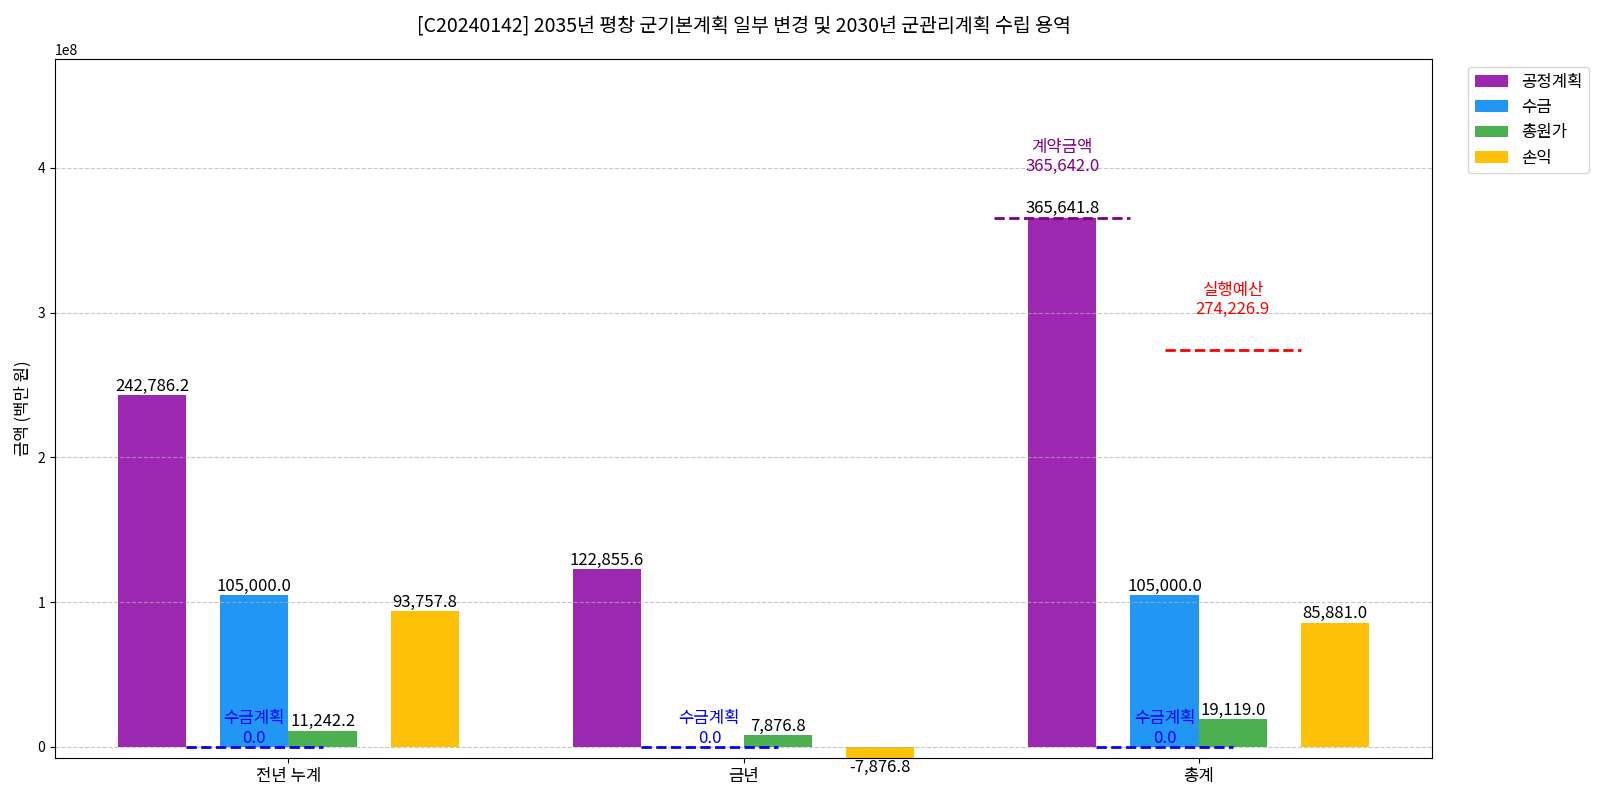 [C20240142] 2035년 평창 군기본계획 일부 변경 및 2030년 군관리계획 수립 용역
1e8
공정계획
수금
총원가
손익
금액 (백만 원)
4
3
2
1
0
242,786.2
105,000.0
수금계획
0.0
11,242.2
93,757.8
122,855.6
수금계획
0.0
7,876.8
-7,876.8
계약금액
365,642.0
365,641.8
실행예산
274,226.9
105,000.0
수금계획
0.0
19,119.0
85,881.0
전년 누계
금년
총계